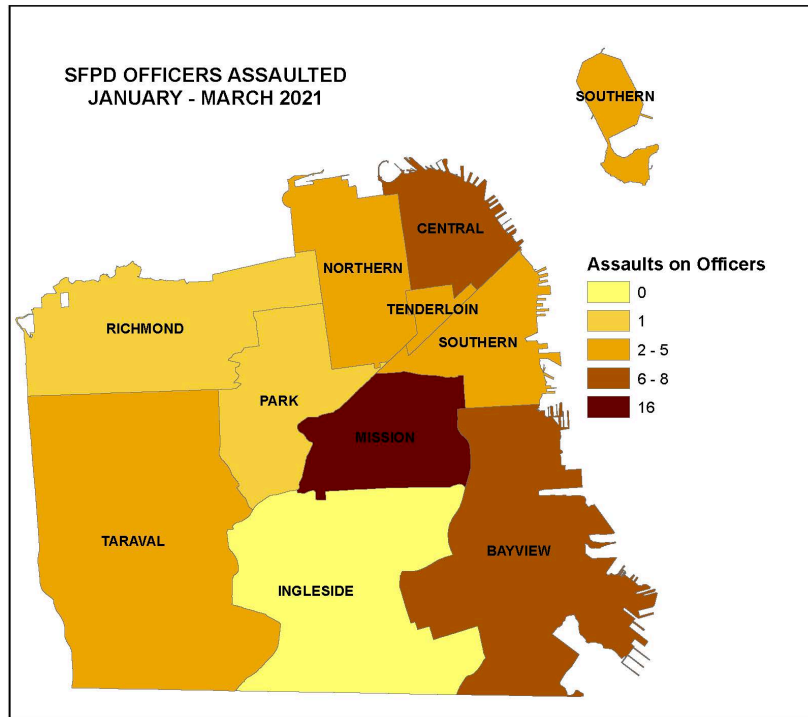 SFPD OFFICERS ASSAULTED
JANUARY - MARCH 2021
SOUTHERN
CENTRAL
NORTHERN
Assaults on Officers
0
1
2 - 5
6 - 8
16
TENDERLOIN
RICHMOND
SOUTHERN
PARK
MISSION
TARAVAL
BAYVIEW
INGLESIDE